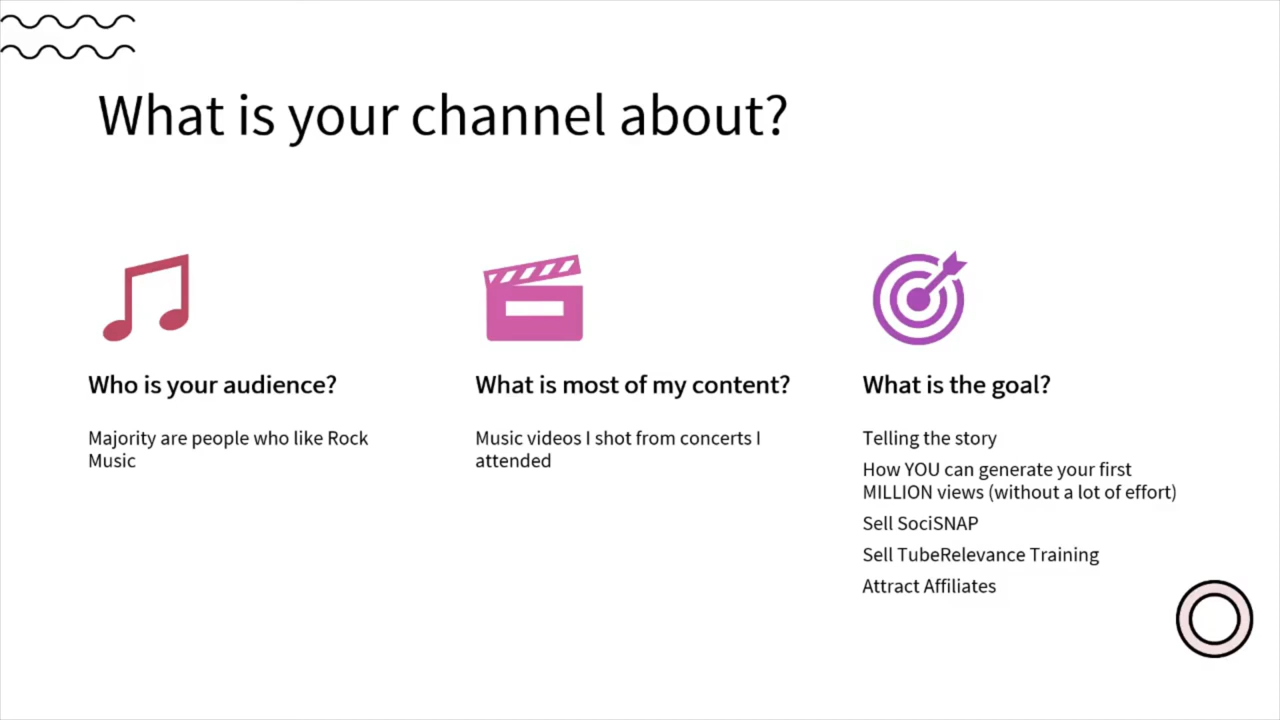 What is your channel about?
Who is your audience?
Majority are people who like Rock
Music
What is most of my content?
Music videos I shot from concerts I
attended
What is the goal?
Telling the story
How YOU can generate your first
MILLION views (without a lot of effort)
Sell SociSNAP
Sell TubeRelevance Training
Attract Affiliates